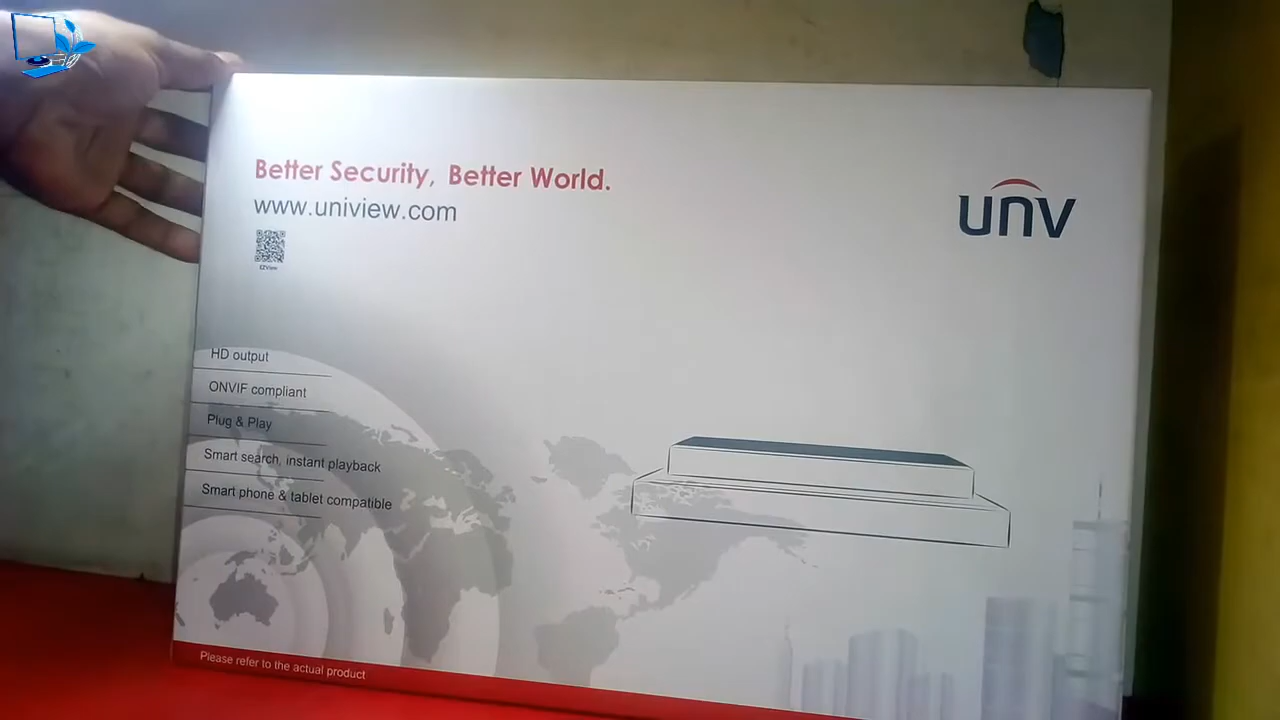 Better Security, Better World.
www.uniview.com
EZView
unv
HD output
ONVIF compliant
Plug & Play
Smart search, instant playback
Smart phone & tablet compatible
Please refer to the actual product